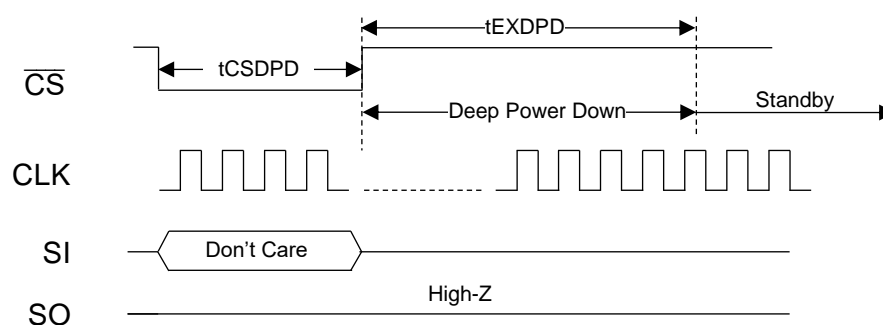 tEXDPD
tCSDPD
CS
Deep Power Down
Standby
CLK
SI
Don't Care
High-Z
SO